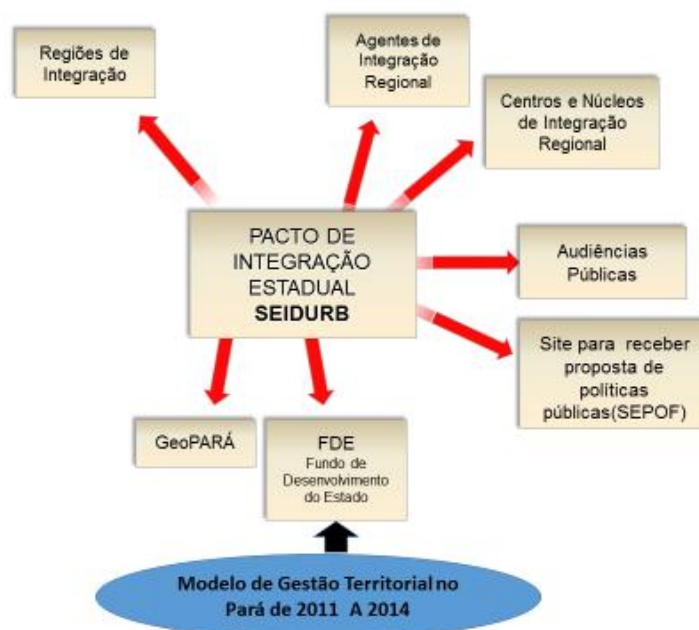 Regiões de
Integração
Agentes de
Integração
Regional
Centros e Núcleos
de Integração
Regional
PACTO DE
INTEGRAÇÃO
ESTADUAL
SEIDURB
Audiências
Públicas
Site para receber
proposta de
políticas
públicas(SEPOF)
GeoPARÁ
FDE
Fundo de
Desenvolvimento
do Estado
Modelo de Gestão Territorial no
Pará de 2011 A 2014